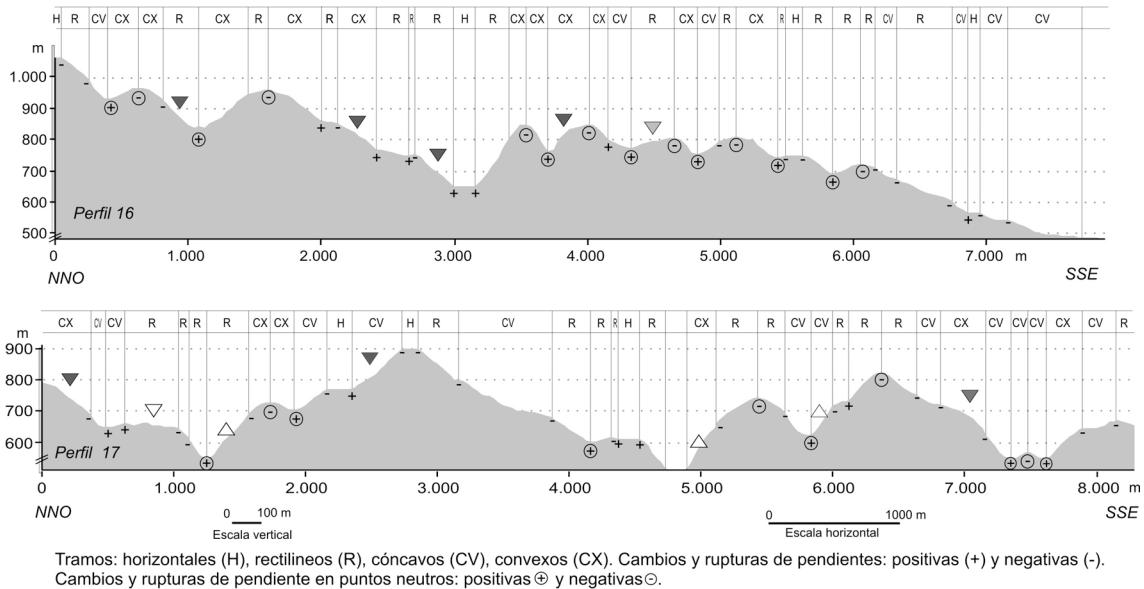 H R CV CX CX R CX R CX R CX R R R H R CX CX CX CX CV R CX CV R CX R H R R R CV R CV H CV CV
m
1.000
900
800
700
600
500
Perfil 16
0 1.000 2.000 3.000 4.000 5.000 6.000 7.000 m
NNO SSE
CX CV CV R R R R CX CX CV H CV H R CV R R R H R CX R R CV CV R R R CV CX CV CV CV CX CV R
m
900
800
700
600
Perfil 17
0 1.000 2.000 3.000 4.000 5.000 6.000 7.000 8.000 m
NNO SSE
0 100 m
Escala vertical
0 1000 m
Escala horizontal
Tramos: horizontales (H), rectilineos (R), cóncavos (CV), convexos (CX). Cambios y rupturas de pendientes: positivas (+) y negativas (-).
Cambios y rupturas de pendiente en puntos neutros: positivas ⊕ y negativas ⊖.